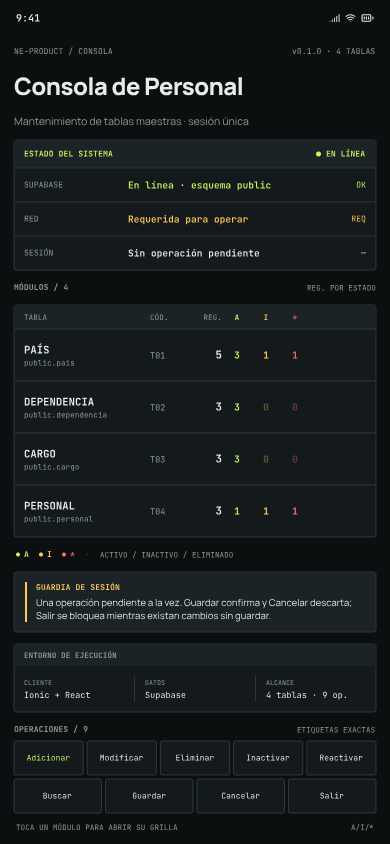 9:41
NE-PRODUCT / CONSOLA v0.1.0 · 4 TABLAS
Consola de Personal
Mantenimiento de tablas maestras · sesión única
ESTADO DEL SISTEMA EN LÍNEA
SUPABASE En línea · esquema public OK
RED Requerida para operar REQ
SESIÓN Sin operación pendiente —
MÓDULOS / 4 REG. POR ESTADO
TABLA CÓD. REG. A I *
PAÍS T01 5 3 1 1
public.pais
DEPENDENCIA T02 3 3 0 0
public.dependencia
CARGO T03 3 3 0 0
public.cargo
PERSONAL T04 3 1 1 1
public.personal
A I * · ACTIVO / INACTIVO / ELIMINADO
GUARDIA DE SESIÓN
Una operación pendiente a la vez. Guardar confirma y Cancelar descarta;
Salir se bloquea mientras existan cambios sin guardar.
ENTORNO DE EJECUCIÓN
CLIENTE DATOS ALCANCE
Ionic + React Supabase 4 tablas · 9 op.
OPERACIONES / 9 ETIQUETAS EXACTAS
Adicionar Modificar Eliminar Inactivar Reactivar
Buscar Guardar Cancelar Salir
TOCA UN MÓDULO PARA ABRIR SU GRILLA A/I/*